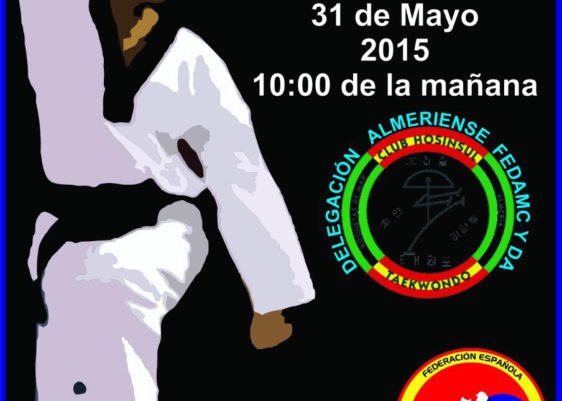 31 de Mayo
2015
10:00 de la mañana
DELEGACIÓN ALMERIENSE FEDAMC Y DA
CLUB HOSINSUL
TAEKWONDO
FEDERACIÓN ESPAÑOLA